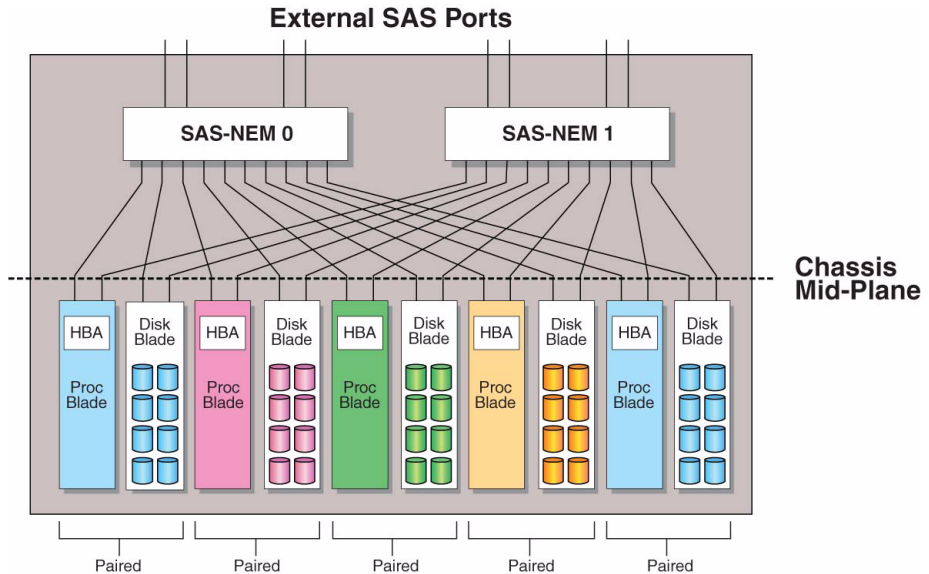 External SAS Ports
SAS-NEM 0
SAS-NEM 1
Chassis
Mid-Plane
HBA
Proc
Blade
Disk
Blade
HBA
Proc
Blade
Disk
Blade
HBA
Proc
Blade
Disk
Blade
HBA
Proc
Blade
Disk
Blade
HBA
Proc
Blade
Disk
Blade
Paired
Paired
Paired
Paired
Paired